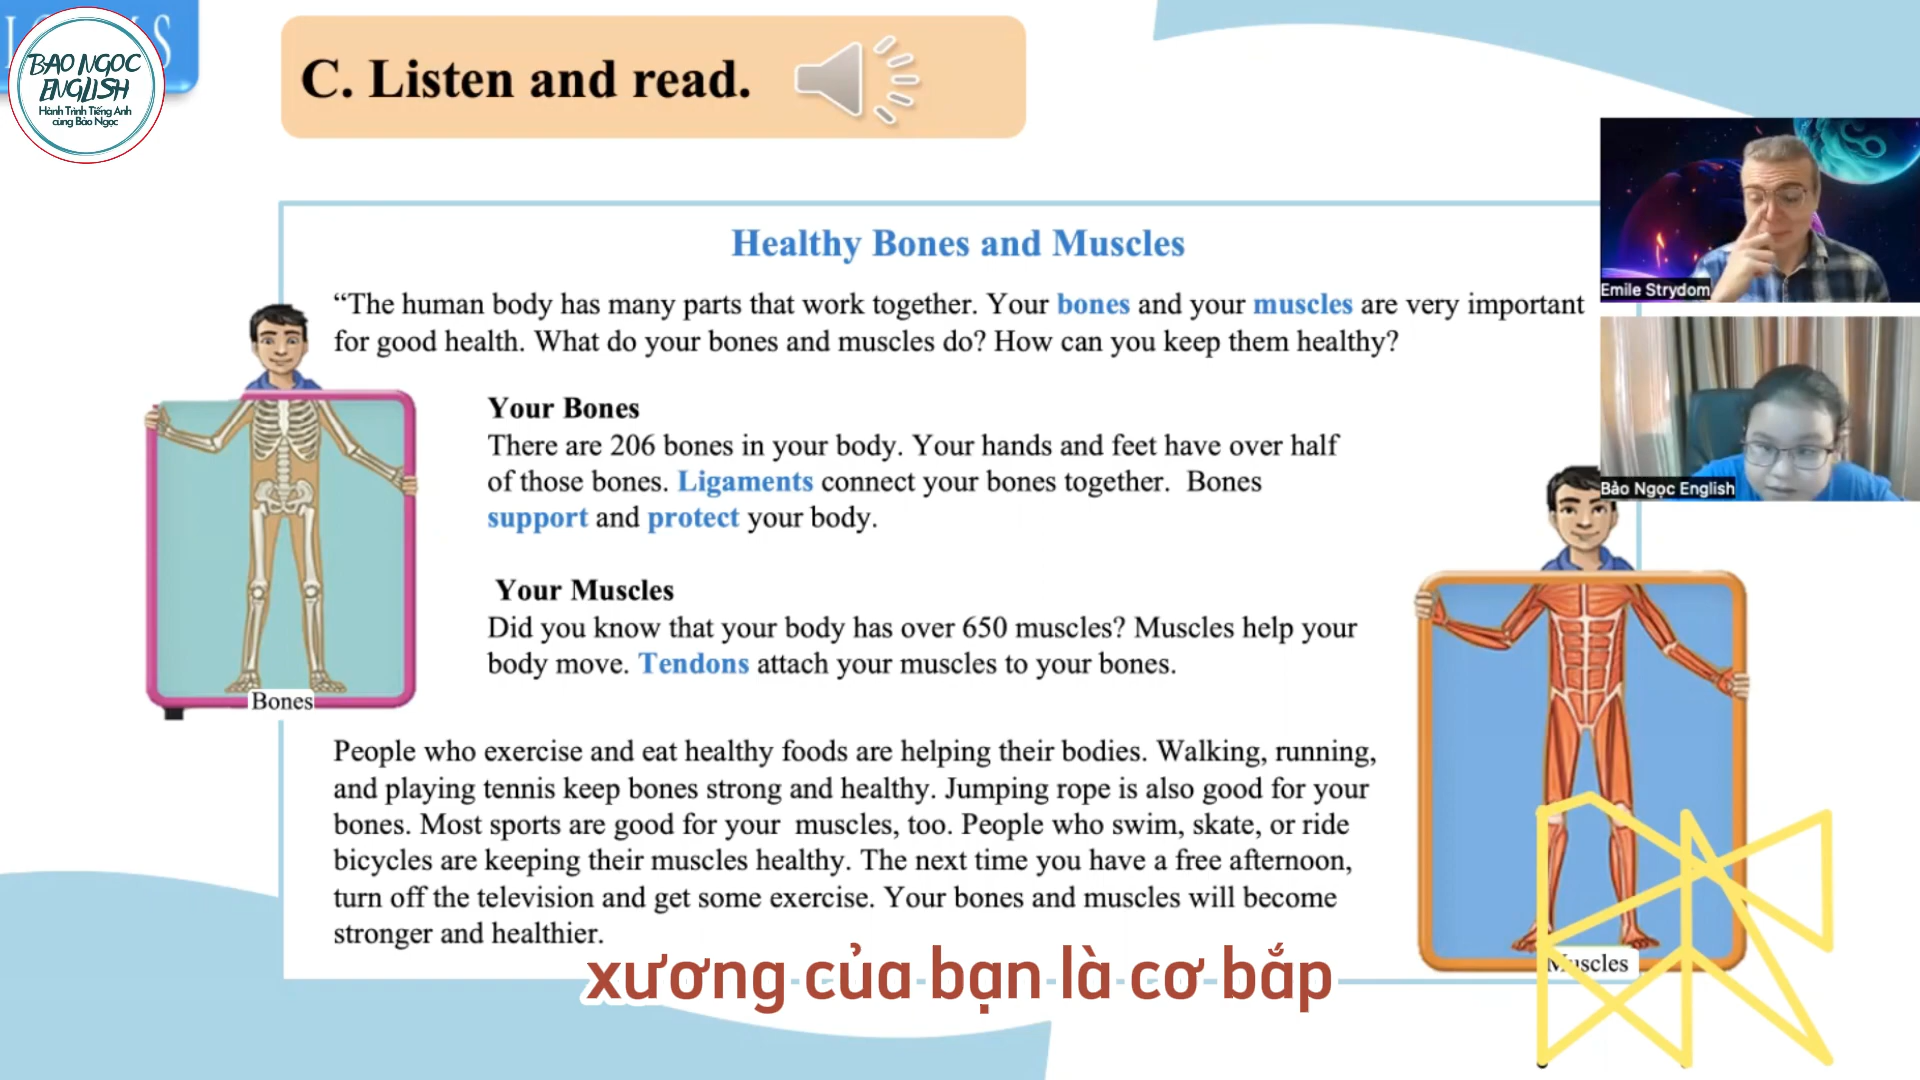 BAO NGOC
ENGLISH
Hành Trình Tiếng Anh
cùng Bảo Ngọc
C. Listen and read.
Healthy Bones and Muscles
“The human body has many parts that work together. Your bones and your muscles are very important
for good health. What do your bones and muscles do? How can you keep them healthy?
Your Bones
There are 206 bones in your body. Your hands and feet have over half
of those bones. Ligaments connect your bones together. Bones
support and protect your body.
Your Muscles
Did you know that your body has over 650 muscles? Muscles help your
body move. Tendons attach your muscles to your bones.
Bones
People who exercise and eat healthy foods are helping their bodies. Walking, running,
and playing tennis keep bones strong and healthy. Jumping rope is also good for your
bones. Most sports are good for your muscles, too. People who swim, skate, or ride
bicycles are keeping their muscles healthy. The next time you have a free afternoon,
turn off the television and get some exercise. Your bones and muscles will become
stronger and healthier.
Muscles
Emile Strydom
Bảo Ngọc English
xương của bạn là cơ bắp